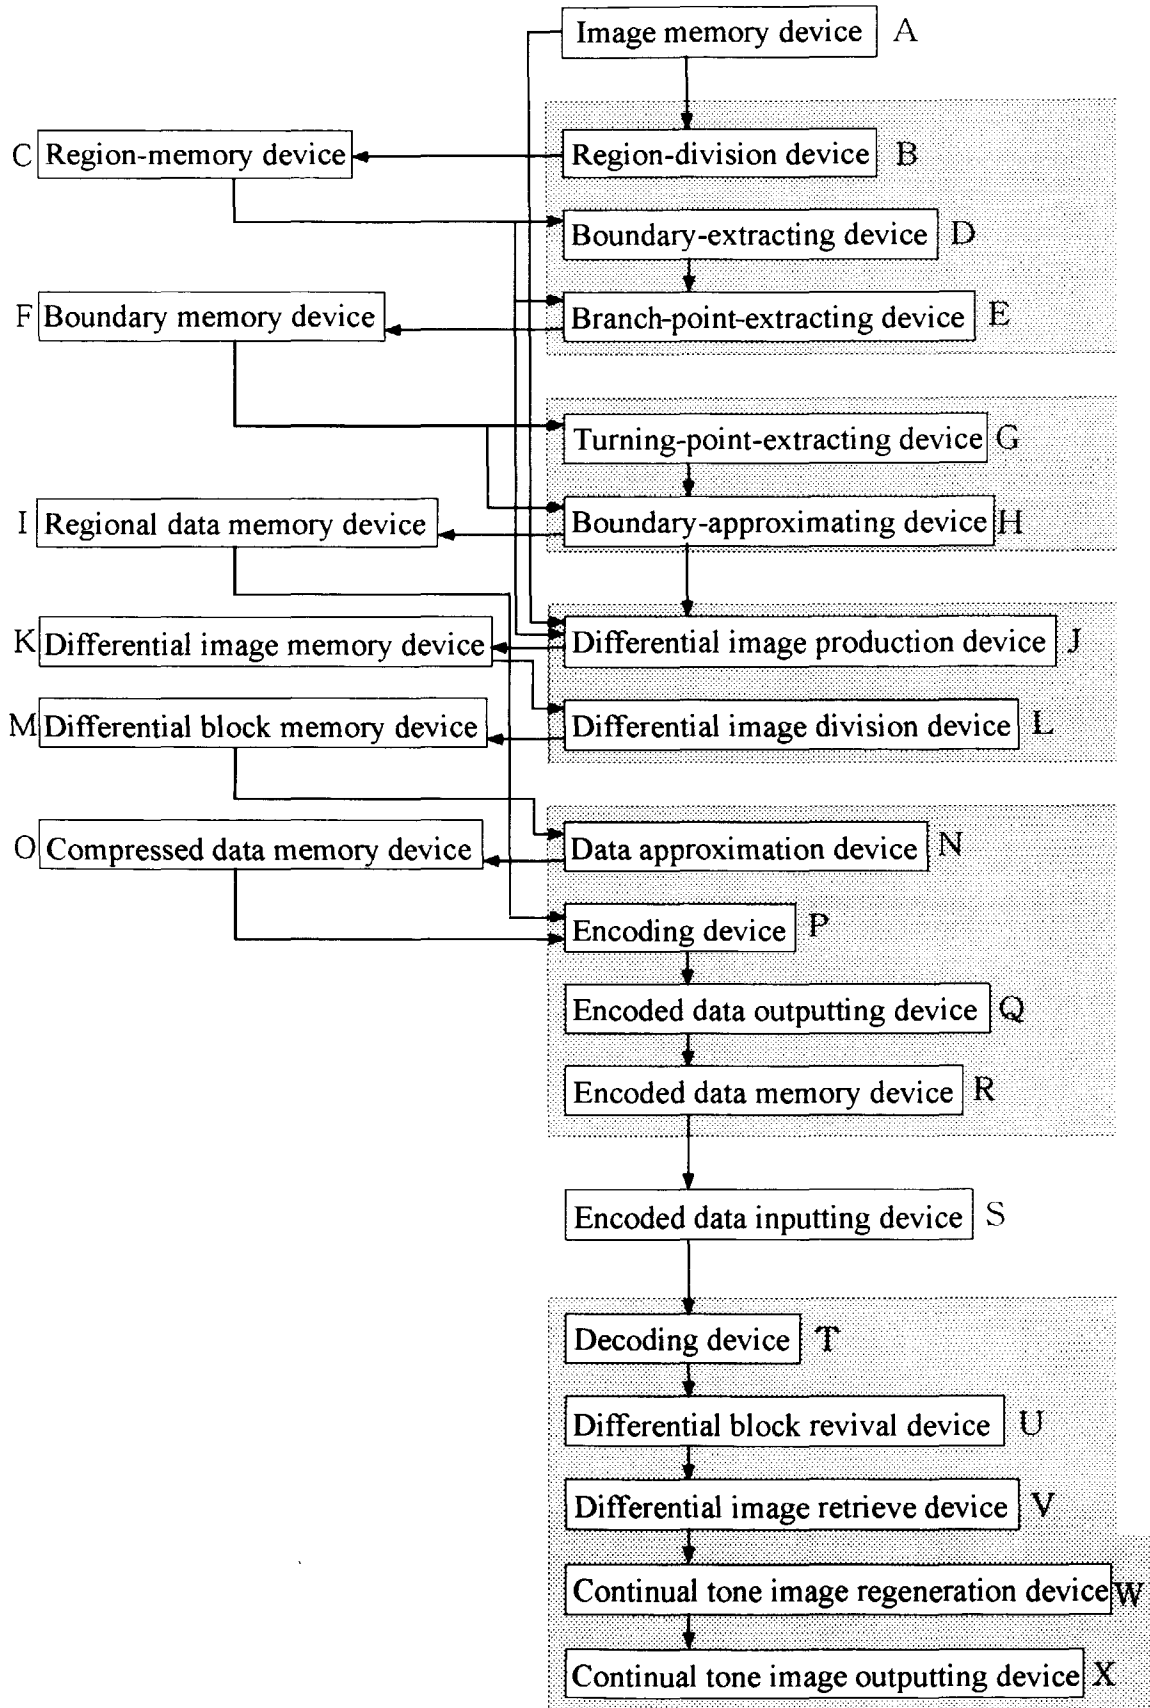 Image memory device A
C Region-memory device
Region-division device B
Boundary-extracting device D
F Boundary memory device
Branch-point-extracting device E
Turning-point-extracting device G
I Regional data memory device
Boundary-approximating device H
K Differential image memory device
Differential image production device J
M Differential block memory device
Differential image division device L
O Compressed data memory device
Data approximation device N
Encoding device P
Encoded data outputting device Q
Encoded data memory device R
Encoded data inputting device S
Decoding device T
Differential block revival device U
Differential image retrieve device V
Continual tone image regeneration device W
Continual tone image outputting device X